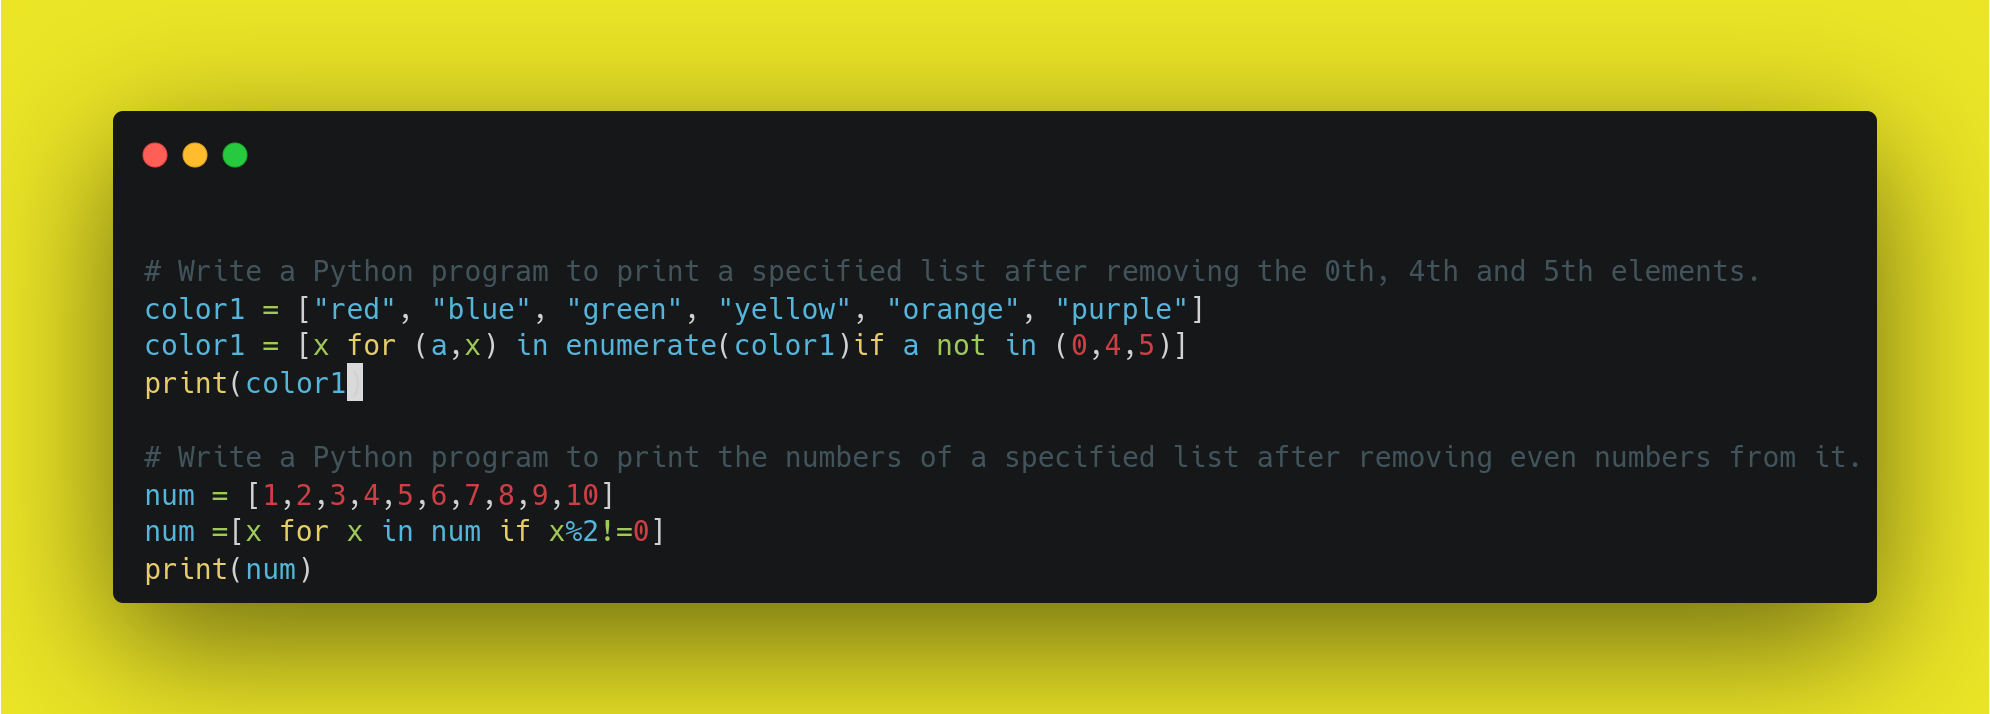 # Write a Python program to print a specified list after removing the 0th, 4th and 5th elements.
color1 = ["red", "blue", "green", "yellow", "orange", "purple"]
color1 = [x for (a,x) in enumerate(color1)if a not in (0,4,5)]
print(color1)
# Write a Python program to print the numbers of a specified list after removing even numbers from it.
num = [1,2,3,4,5,6,7,8,9,10]
num =[x for x in num if x%2!=0]
print(num)